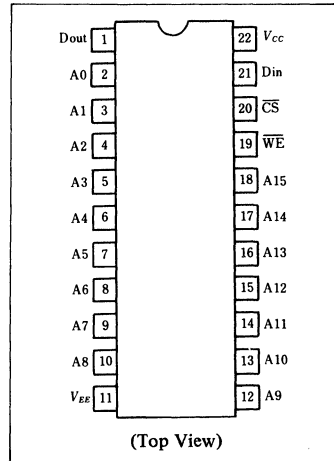 Dout 1 22 VCC
A0 2 21 Din
A1 3 20 C̅S̅
A2 4 19 W̅E̅
A3 5 18 A15
A4 6 17 A14
A5 7 16 A13
A6 8 15 A12
A7 9 14 A11
A8 10 13 A10
VEE 11 12 A9
(Top View)